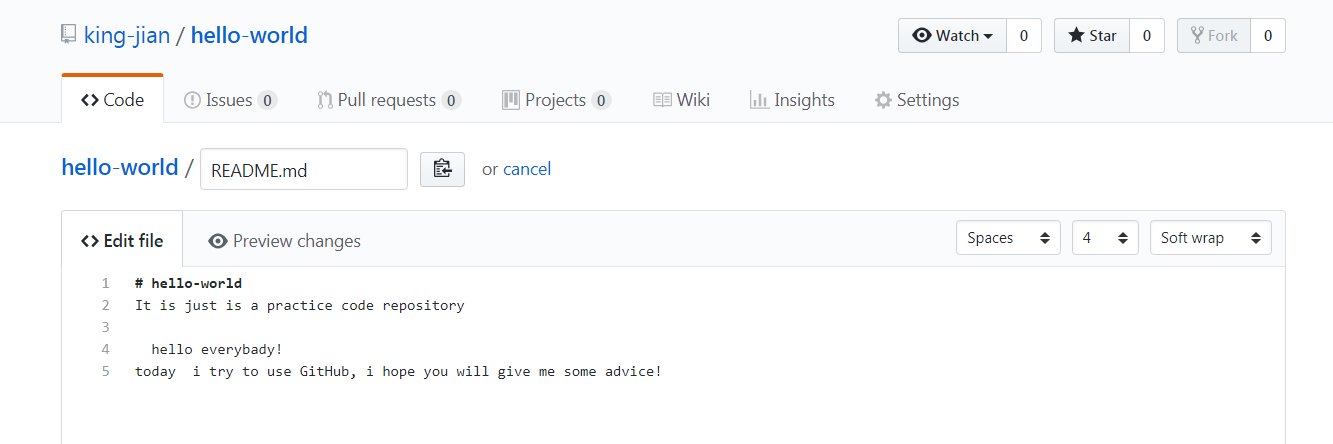 king-jian / hello-world
Watch 0 Star 0 Fork 0
Code Issues 0 Pull requests 0 Projects 0 Wiki Insights Settings
hello-world / README.md or cancel
Edit file Preview changes Spaces 4 Soft wrap
1 # hello-world
2 It is just is a practice code repository
3
4 hello everybady!
5 today  i try to use GitHub, i hope you will give me some advice!